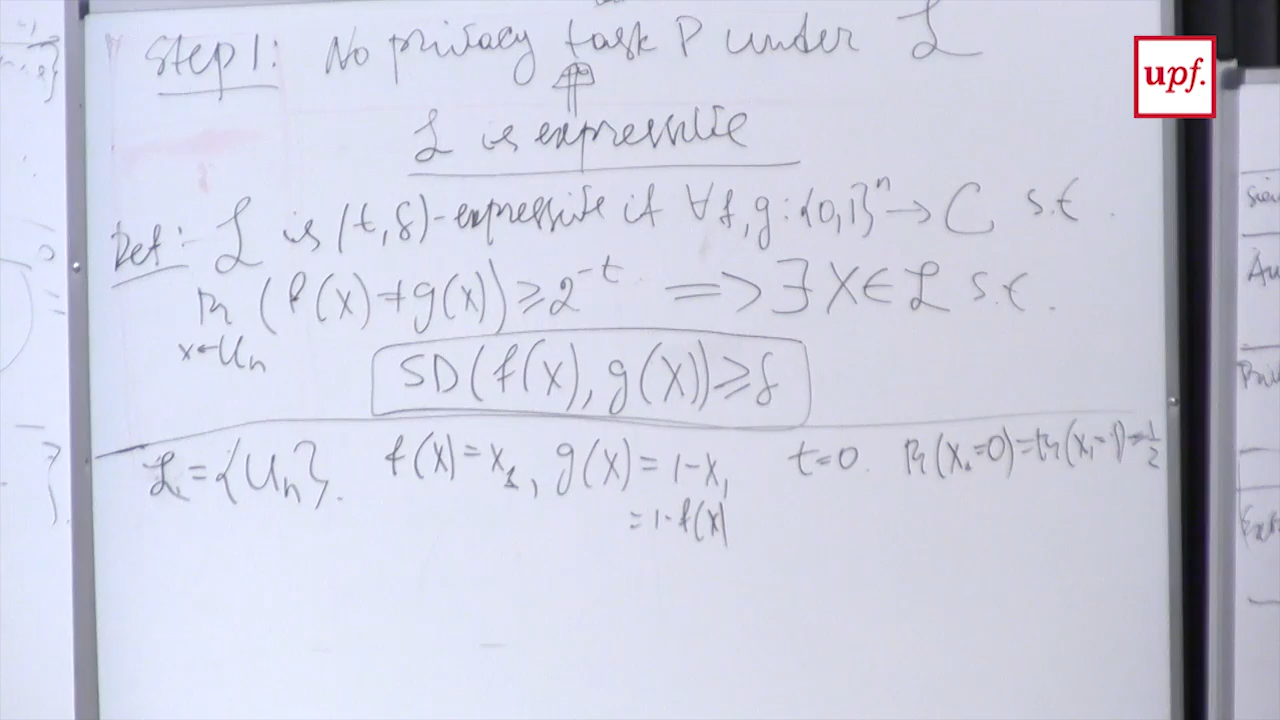 Step 1: No privacy task P under ℒ
⇑
ℒ is expressive
Def: ℒ is (t,δ)-expressive if ∀f,g:{0,1}ⁿ→C s.t.
Pr (f(x)≠g(x))≥2^-t ⟹ ∃X∈ℒ s.t.
x←Uₙ
SD(f(X), g(X))≥δ
ℒ={Uₙ}. f(x)=x₁, g(x)=1-x₁ t=0. Pr(x₁=0)=Pr(x₁=1)=1/2
=1-f(x)
upf.